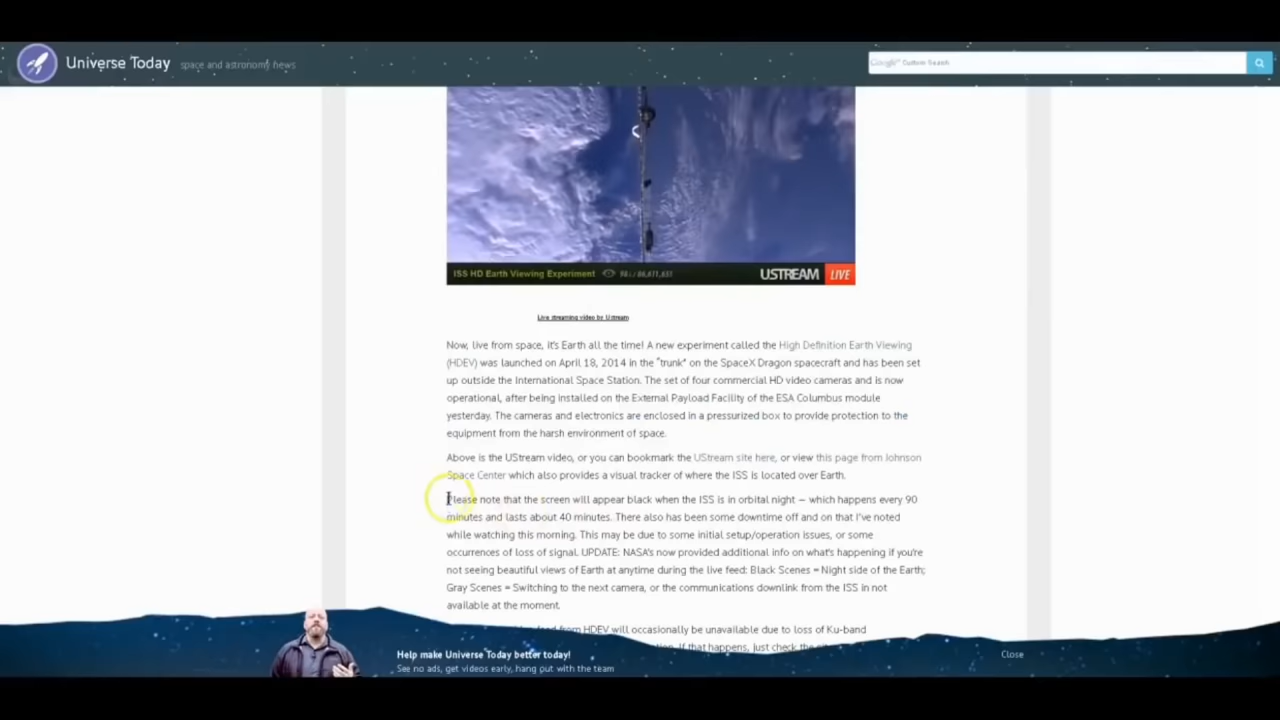 Universe Today
space and astronomy news
Google Custom Search
ISS HD Earth Viewing Experiment
USTREAM LIVE
Live streaming video by Ustream
Now, live from space, it's Earth all the time! A new experiment called the High Definition Earth Viewing
(HDEV) was launched on April 18, 2014 in the "trunk" on the SpaceX Dragon spacecraft and has been set
up outside the International Space Station. The set of four commercial HD video cameras and is now
operational, after being installed on the External Payload Facility of the ESA Columbus module
yesterday. The cameras and electronics are enclosed in a pressurized box to provide protection to the
equipment from the harsh environment of space.
Above is the UStream video, or you can bookmark the UStream site here, or view this page from Johnson
Space Center which also provides a visual tracker of where the ISS is located over Earth.
Please note that the screen will appear black when the ISS is in orbital night – which happens every 90
minutes and lasts about 40 minutes. There also has been some downtime off and on that I've noted
while watching this morning. This may be due to some initial setup/operation issues, or some
occurrences of loss of signal. UPDATE: NASA's now provided additional info on what's happening if you're
not seeing beautiful views of Earth at anytime during the live feed: Black Scenes = Night side of the Earth;
Gray Scenes = Switching to the next camera, or the communications downlink from the ISS in not
available at the moment.
from HDEV will occasionally be unavailable due to loss of Ku-band
If that happens, just check the
Help make Universe Today better today!
See no ads, get videos early, hang out with the team
Close